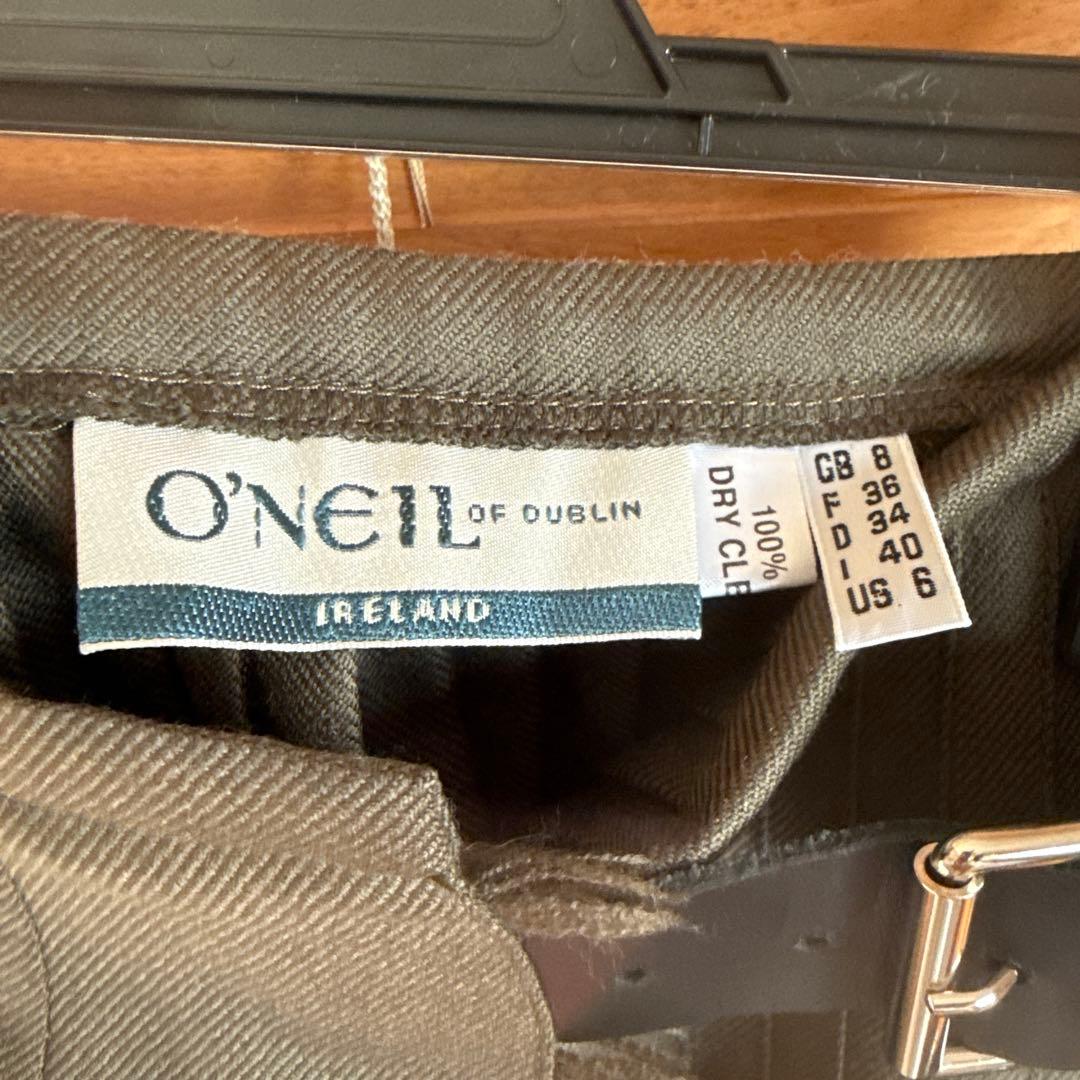 O'NEIL OF DUBLIN
IRELAND
100%
DRY CLE
GB 8
F 36
D 34
I 40
US 6